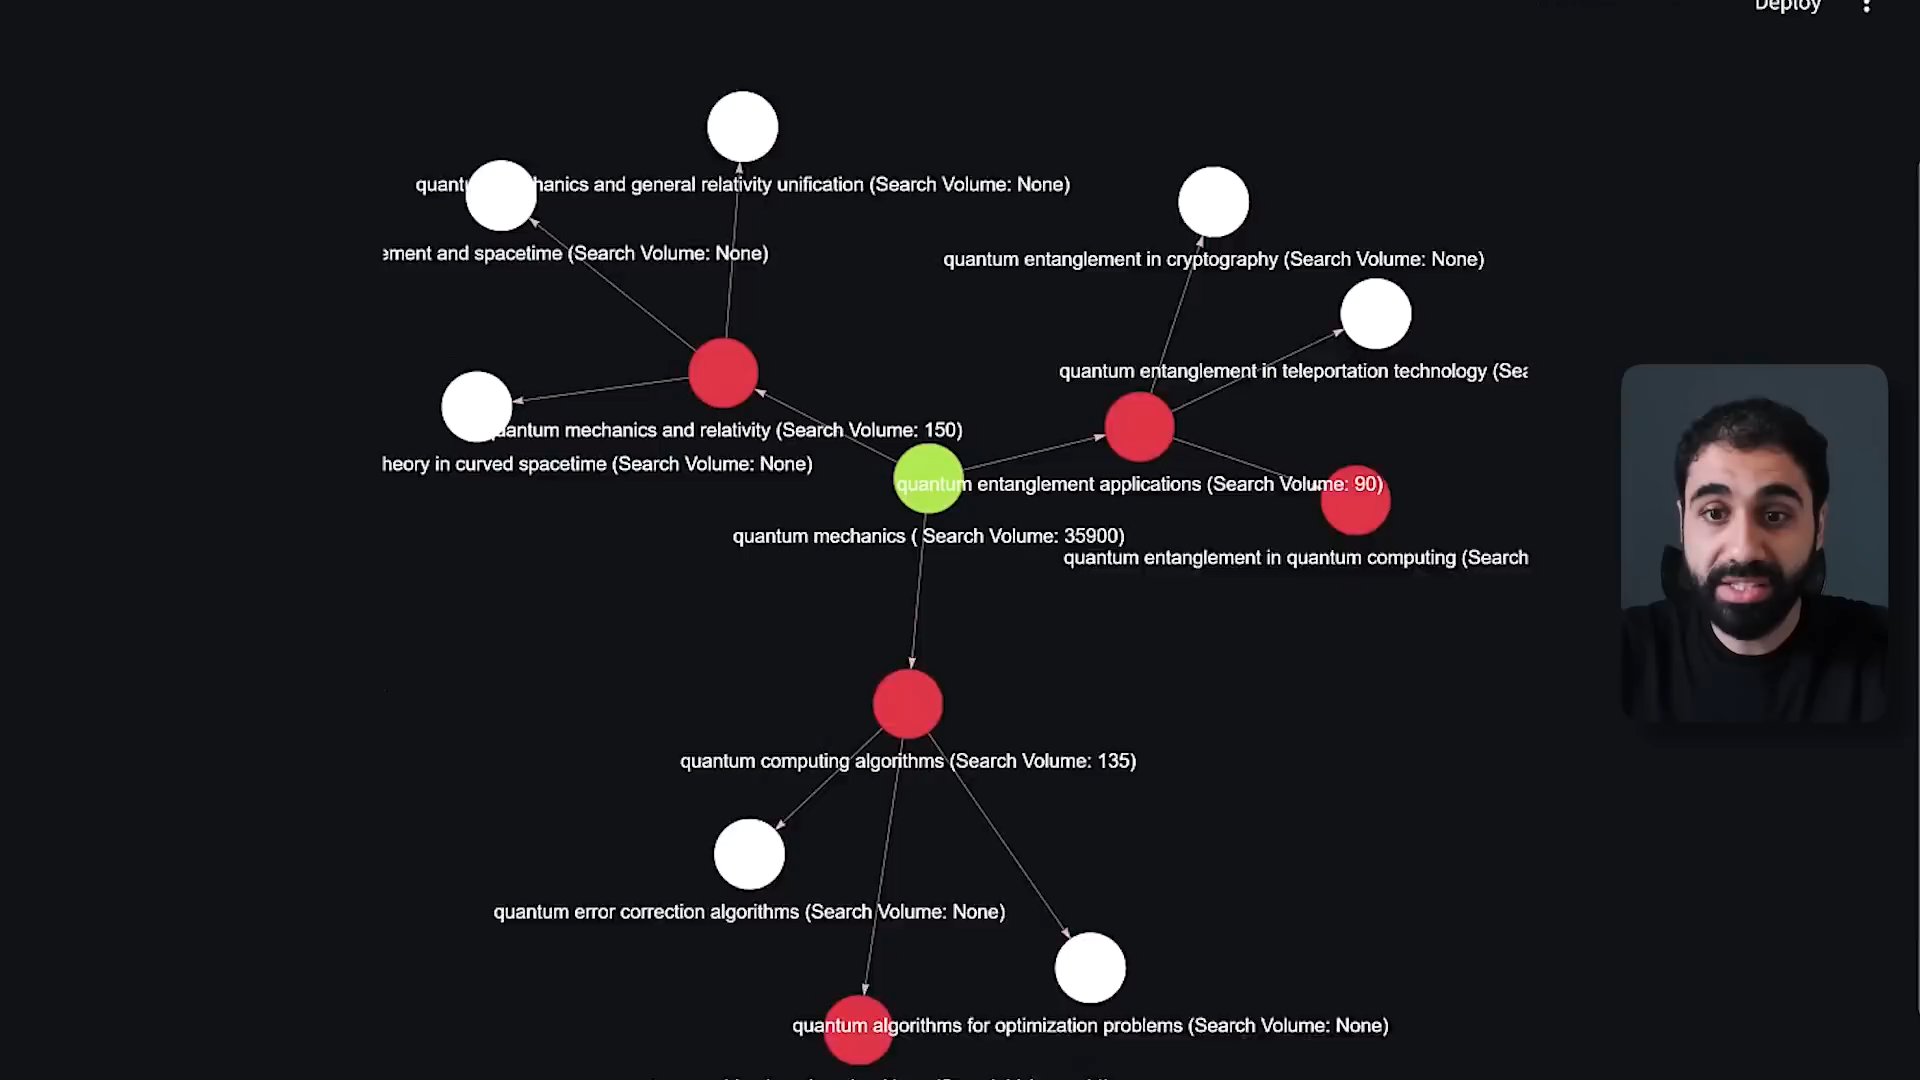 Deploy
quant hanics and general relativity unification (Search Volume: None)
ement and spacetime (Search Volume: None)
quantum entanglement in cryptography (Search Volume: None)
quantum entanglement in teleportation technology (Sea
quantum mechanics and relativity (Search Volume: 150)
heory in curved spacetime (Search Volume: None)
quantum entanglement applications (Search Volume: 90)
quantum mechanics ( Search Volume: 35900)
quantum entanglement in quantum computing (Search
quantum computing algorithms (Search Volume: 135)
quantum error correction algorithms (Search Volume: None)
quantum algorithms for optimization problems (Search Volume: None)